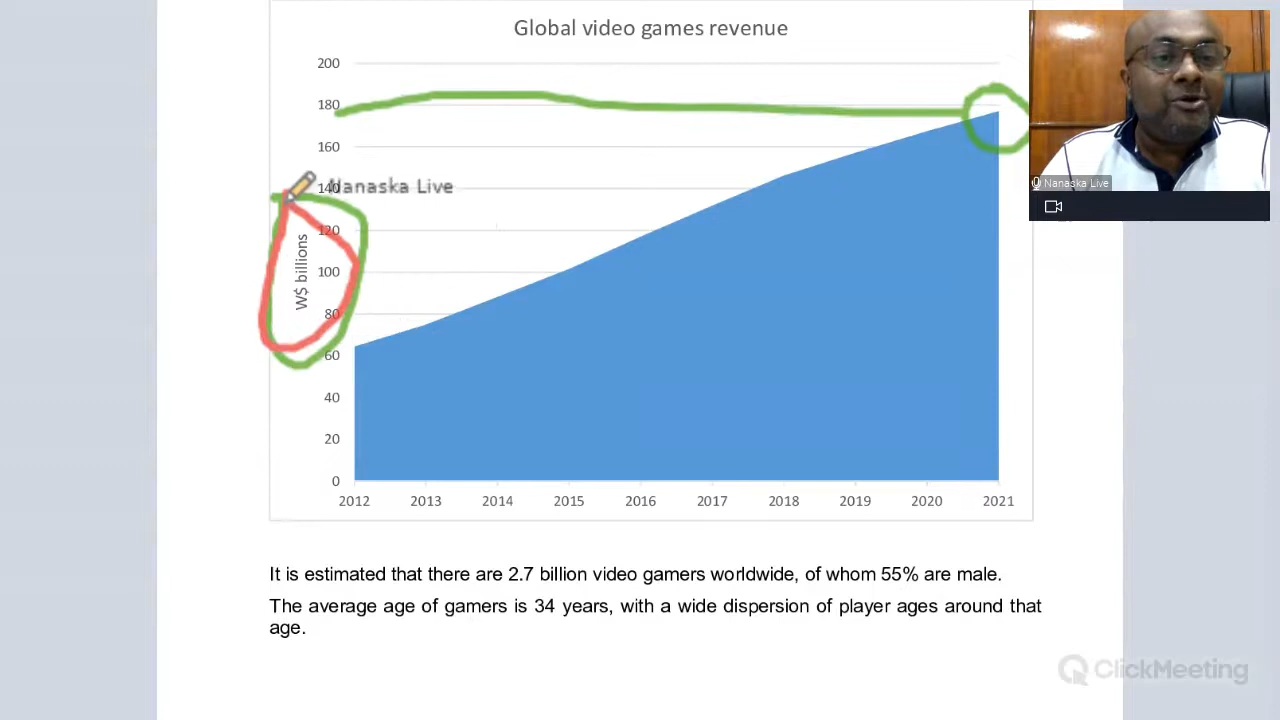 Global video games revenue
200
180
160
140
Nanaska Live
120
100
80
60
40
20
0
W$ billions
2012 2013 2014 2015 2016 2017 2018 2019 2020 2021
Nanaska Live
It is estimated that there are 2.7 billion video gamers worldwide, of whom 55% are male.
The average age of gamers is 34 years, with a wide dispersion of player ages around that
age.
ClickMeeting